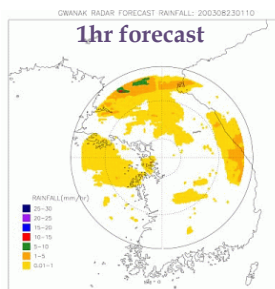 GWANAK RADAR FORECAST RAINFALL: 200308230110
1hr forecast
RAINFALL(mm/hr)
25-30
20-25
15-20
10-15
5-10
1-5
0.01-1